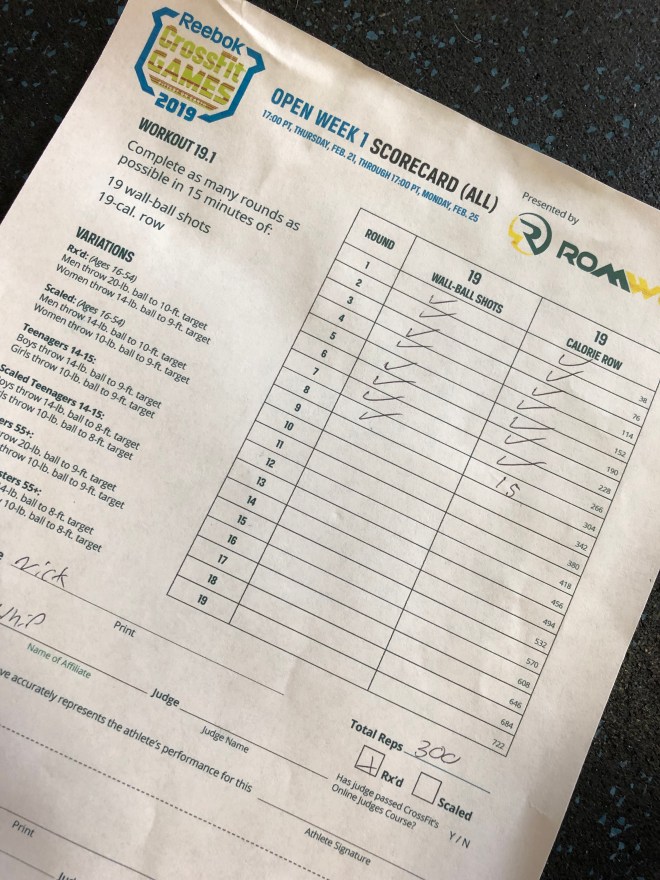 Reebok
CrossFit
GAMES
2019
OPEN WEEK 1 SCORECARD (ALL)
17:00 PT, THURSDAY, FEB. 21, THROUGH 17:00 PT, MONDAY, FEB. 25
Presented by
ROMW
WORKOUT 19.1
Complete as many rounds as
possible in 15 minutes of:
19 wall-ball shots
19-cal. row
VARIATIONS
Rx'd: (Ages 16-54)
Men throw 20-lb. ball to 10-ft. target
Women throw 14-lb. ball to 9-ft. target
Scaled: (Ages 16-54)
Men throw 14-lb. ball to 10-ft. target
Women throw 10-lb. ball to 9-ft. target
Teenagers 14-15:
Boys throw 14-lb. ball to 9-ft. target
Girls throw 10-lb. ball to 9-ft. target
Scaled Teenagers 14-15:
oys throw 14-lb. ball to 8-ft. target
ls throw 10-lb. ball to 8-ft. target
ers 55+:
row 20-lb. ball to 9-ft. target
throw 10-lb. ball to 9-ft. target
sters 55+:
4-lb. ball to 8-ft. target
10-lb. ball to 8-ft. target
ROUND
19
WALL-BALL SHOTS
19
CALORIE ROW
1 38
2 76
3 114
4 152
5 190
6 228
7 266
8 15 304
9 342
10 380
11 418
12 456
13 494
14 532
15 570
16 608
17 646
18 684
19 722
Nick
Print
Whip
Name of Affiliate
Judge
Judge Name
Total Reps 300
Rx'd
Scaled
Has judge passed CrossFit's
Online Judges Course? Y / N
ve accurately represents the athlete's performance for this
Athlete Signature
Print